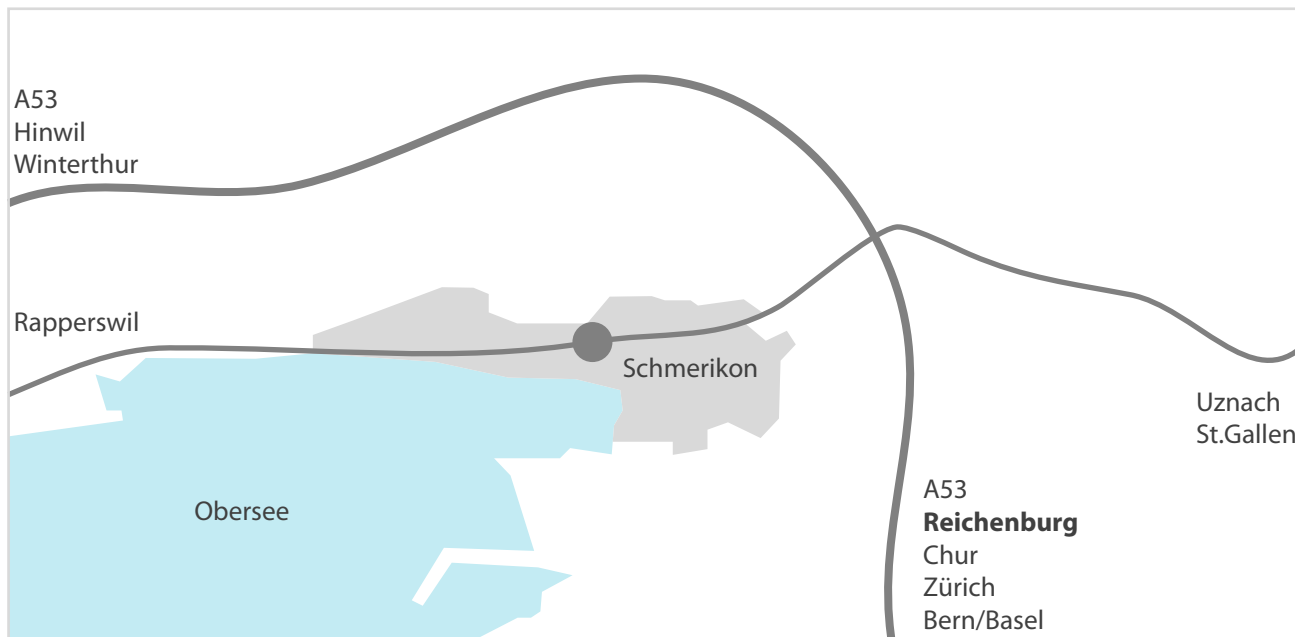 A53
Hinwil
Winterthur
Rapperswil
Schmerikon
Uznach
St.Gallen
Obersee
A53
Reichenburg
Chur
Zürich
Bern/Basel